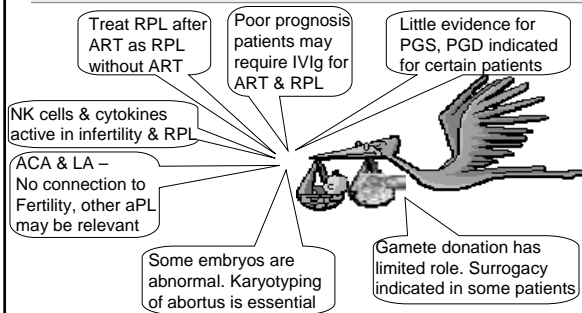 Treat RPL after
ART as RPL
without ART
Poor prognosis
patients may
require IVIg for
ART & RPL
Little evidence for
PGS, PGD indicated
for certain patients
NK cells & cytokines
active in infertility & RPL
ACA & LA –
No connection to
Fertility, other aPL
may be relevant
Some embryos are
abnormal. Karyotyping
of abortus is essential
Gamete donation has
limited role. Surrogacy
indicated in some patients